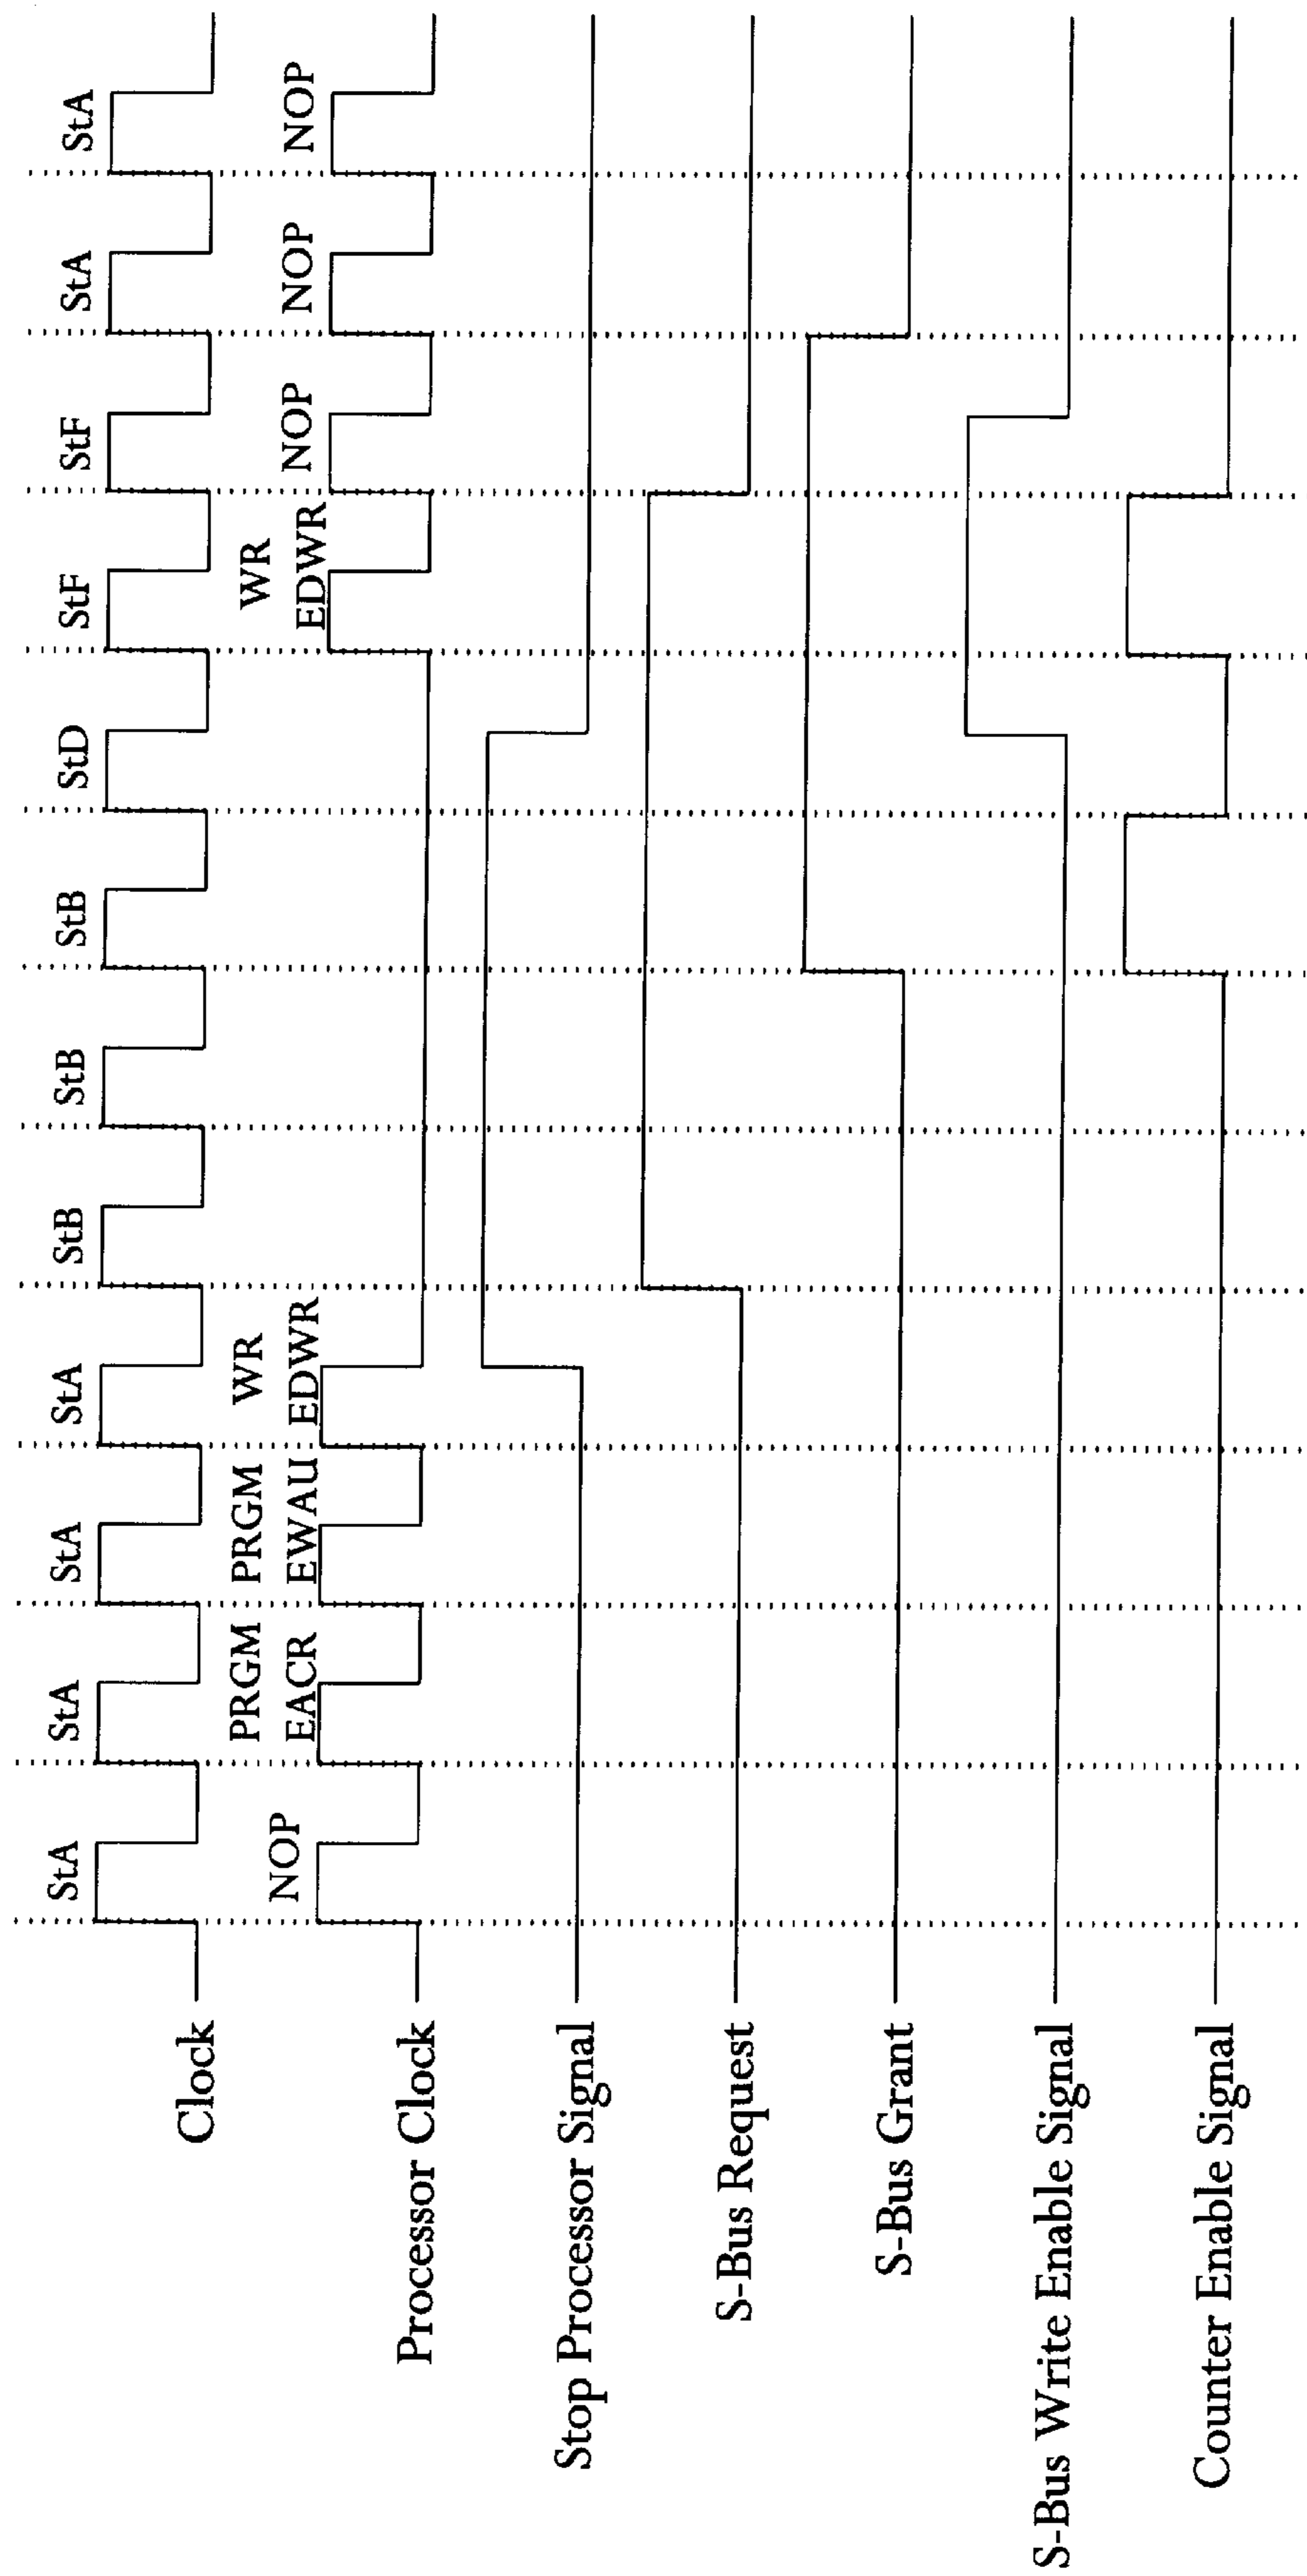 StA StA StA StA StB StB StB StD StF StF StA StA
Clock
PRGM PRGM WR WR
NOP EACR EWAU EDWR EDWR NOP NOP NOP
Processor Clock
Stop Processor Signal
S-Bus Request
S-Bus Grant
S-Bus Write Enable Signal
Counter Enable Signal